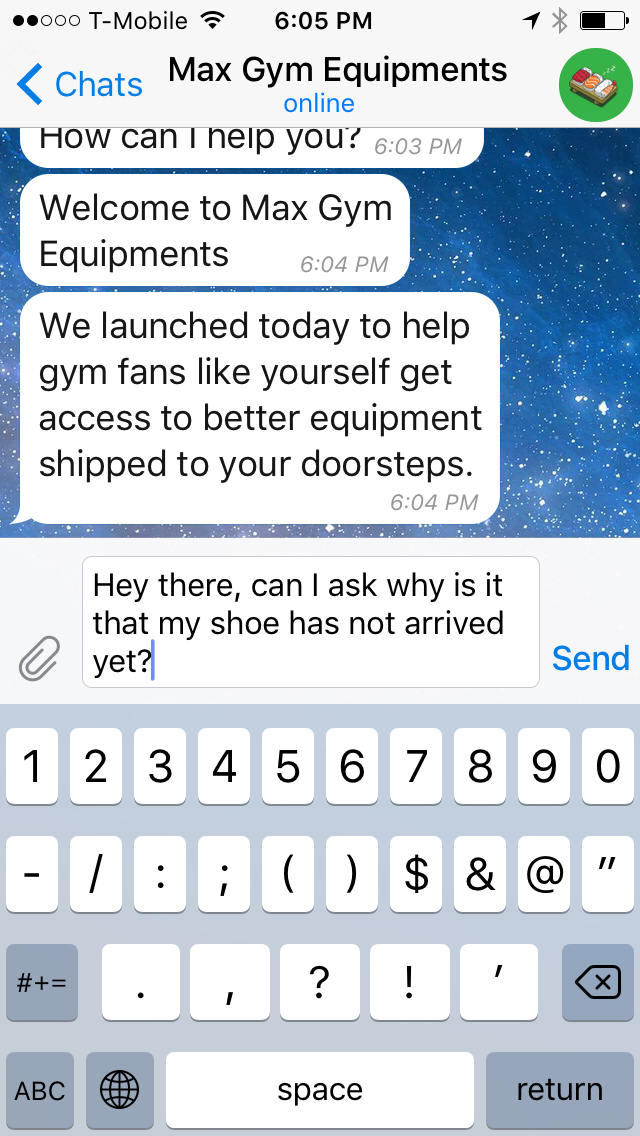 T-Mobile 6:05 PM
Chats Max Gym Equipments
online
How can I help you? 6:03 PM
Welcome to Max Gym
Equipments 6:04 PM
We launched today to help
gym fans like yourself get
access to better equipment
shipped to your doorsteps.
6:04 PM
Hey there, can I ask why is it
that my shoe has not arrived
yet?
Send
1 2 3 4 5 6 7 8 9 0
- / : ; ( ) $ & @ "
#+= . , ? ! '
ABC space return